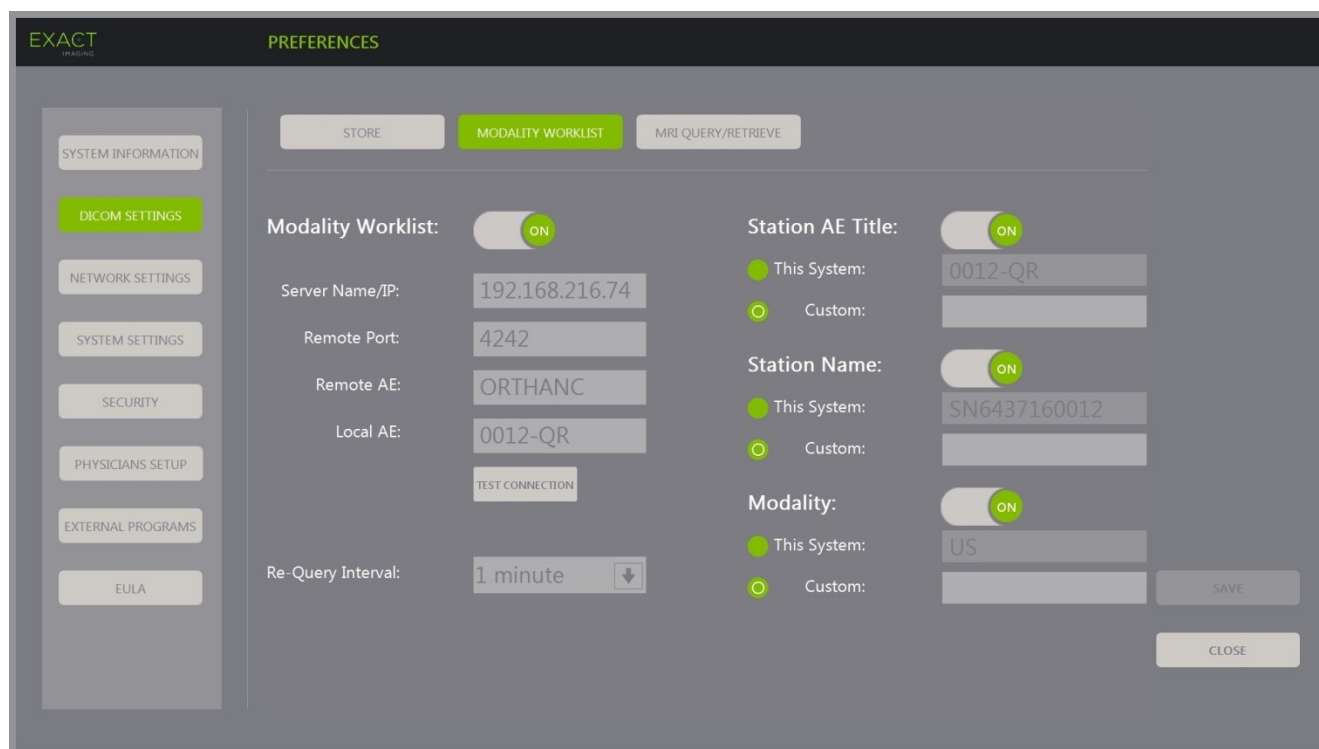 EXACT
IMAGING
PREFERENCES
SYSTEM INFORMATION
DICOM SETTINGS
NETWORK SETTINGS
SYSTEM SETTINGS
SECURITY
PHYSICIANS SETUP
EXTERNAL PROGRAMS
EULA
STORE
MODALITY WORKLIST
MRI QUERY/RETRIEVE
Modality Worklist:
ON
Server Name/IP:
192.168.216.74
Remote Port:
4242
Remote AE:
ORTHANC
Local AE:
0012-QR
TEST CONNECTION
Re-Query Interval:
1 minute
Station AE Title:
ON
This System:
0012-QR
Custom:
Station Name:
ON
This System:
SN6437160012
Custom:
Modality:
ON
This System:
US
Custom:
SAVE
CLOSE